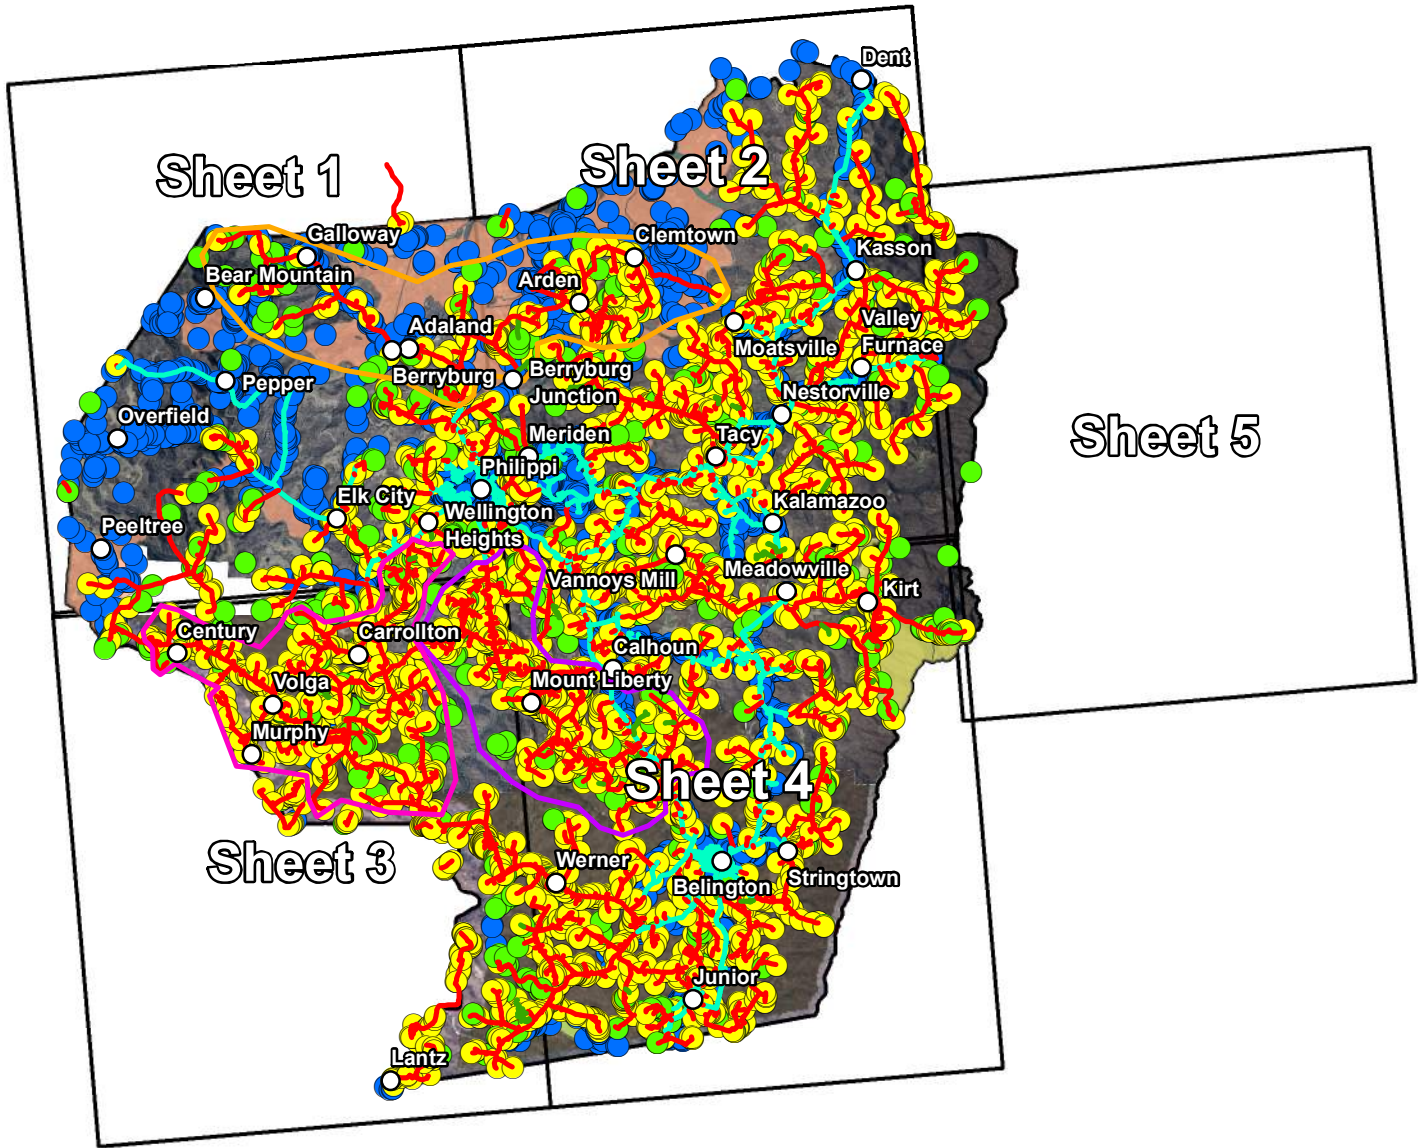 Dent
Sheet 2
Sheet 1
Galloway
Clemtown
Kasson
Bear Mountain
Arden
Adaland
Valley
Furnace
Moatsville
Berryburg
Berryburg
Junction
Pepper
Nestorville
Overfield
Meriden
Tacy
Sheet 5
Philippi
Elk City
Wellington
Heights
Kalamazoo
Peeltree
Vannoys Mill
Meadowville
Kirt
Century
Carrollton
Calhoun
Volga
Mount Liberty
Murphy
Sheet 4
Sheet 3
Werner
Belington
Stringtown
Junior
Lantz